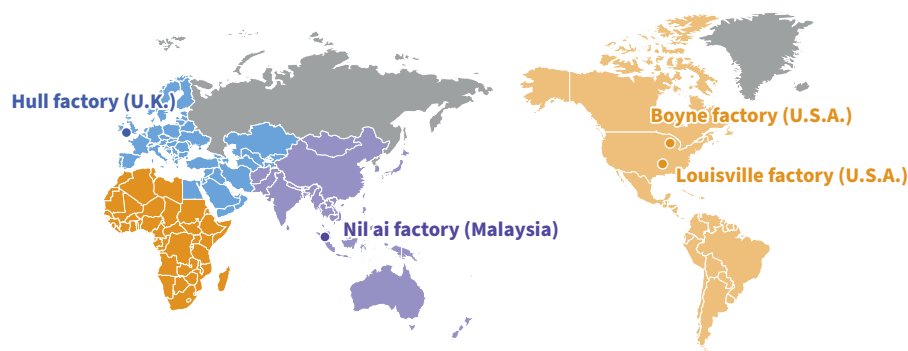 Hull factory (U.K.)
Boyne factory (U.S.A.)
Louisville factory (U.S.A.)
Nilai factory (Malaysia)